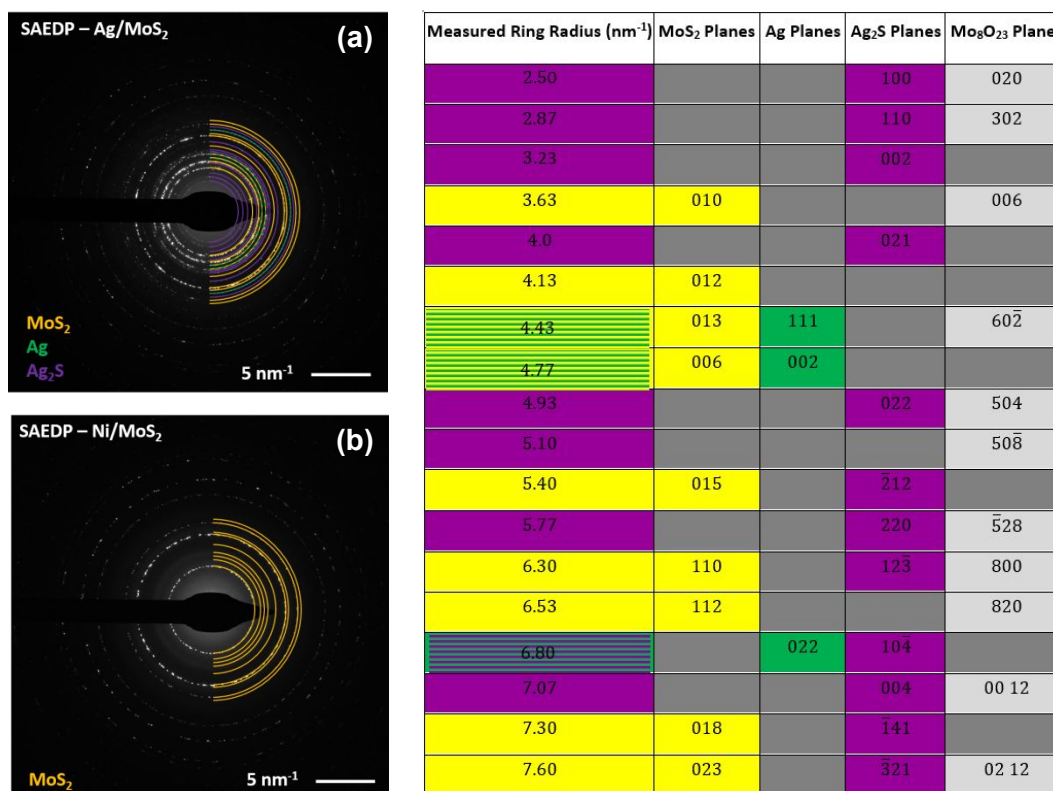 SAEDP – Ag/MoS₂ (a)
MoS₂
Ag
Ag₂S 5 nm⁻¹
SAEDP – Ni/MoS₂ (b)
MoS₂ 5 nm⁻¹
Measured Ring Radius (nm⁻¹) MoS₂ Planes Ag Planes Ag₂S Planes Mo₈O₂₃ Plane
2.50 100 020
2.87 110 302
3.23 002
3.63 010 006
4.0 021
4.13 012
4.43 013 111 602̅
4.77 006 002
4.93 022 504
5.10 508̅
5.40 015 2̅12
5.77 220 5̅28
6.30 110 123̅ 800
6.53 112 820
6.80 022 104̅
7.07 004 00 12
7.30 018 1̅41
7.60 023 3̅21 02 12